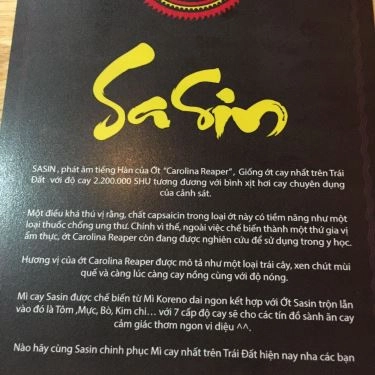 SaSin
SASIN , phát âm tiếng Hàn của Ớt "Carolina Reaper" , Giống ớt cay nhất trên Trái
Đất với độ cay 2.200.000 SHU tương đương với bình xịt hơi cay chuyên dụng
của cảnh sát.
Một điều khá thú vị rằng, chất capsaicin trong loại ớt này có tiềm năng như một
loại thuốc chống ung thư. Chính vì thế, ngoài việc chế biến thành một thứ gia vị
ẩm thực, ớt Carolina Reaper còn đang được nghiên cứu để sử dụng trong y học.
Hương vị của ớt Carolina Reaper được mô tả như một loại trái cây, xen chút mùi
quế và càng lúc càng cay nồng cùng với độ nóng.
Mì cay Sasin được chế biến từ Mì Koreno dai ngon kết hợp với Ớt Sasin trộn lẫn
vào đó là Tôm ,Mực, Bò, Kim chi... với 7 cấp độ cay sẽ cho các tín đồ sành ăn cay
cảm giác thơm ngon vi diệu ^^.
Nào hãy cùng Sasin chinh phục Mì cay nhất trên Trái Đất hiện nay nha các bạn